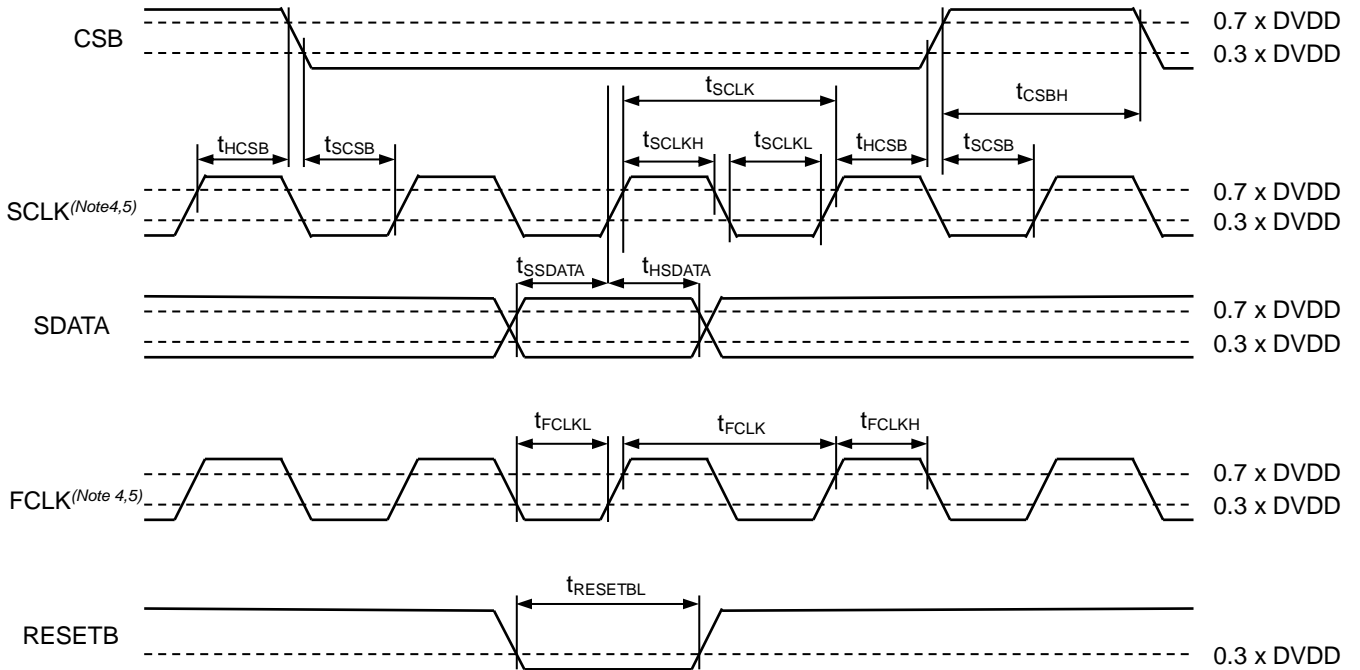 CSB
0.7 x DVDD
0.3 x DVDD
tSCLK
tCSBH
tHCSB
tSCSB
tSCLKH
tSCLKL
tHCSB
tSCSB
SCLK(Note4,5)
0.7 x DVDD
0.3 x DVDD
tSSDATA
tHSDATA
SDATA
0.7 x DVDD
0.3 x DVDD
tFCLKL
tFCLK
tFCLKH
FCLK(Note 4,5)
0.7 x DVDD
0.3 x DVDD
tRESETBL
RESETB
0.3 x DVDD